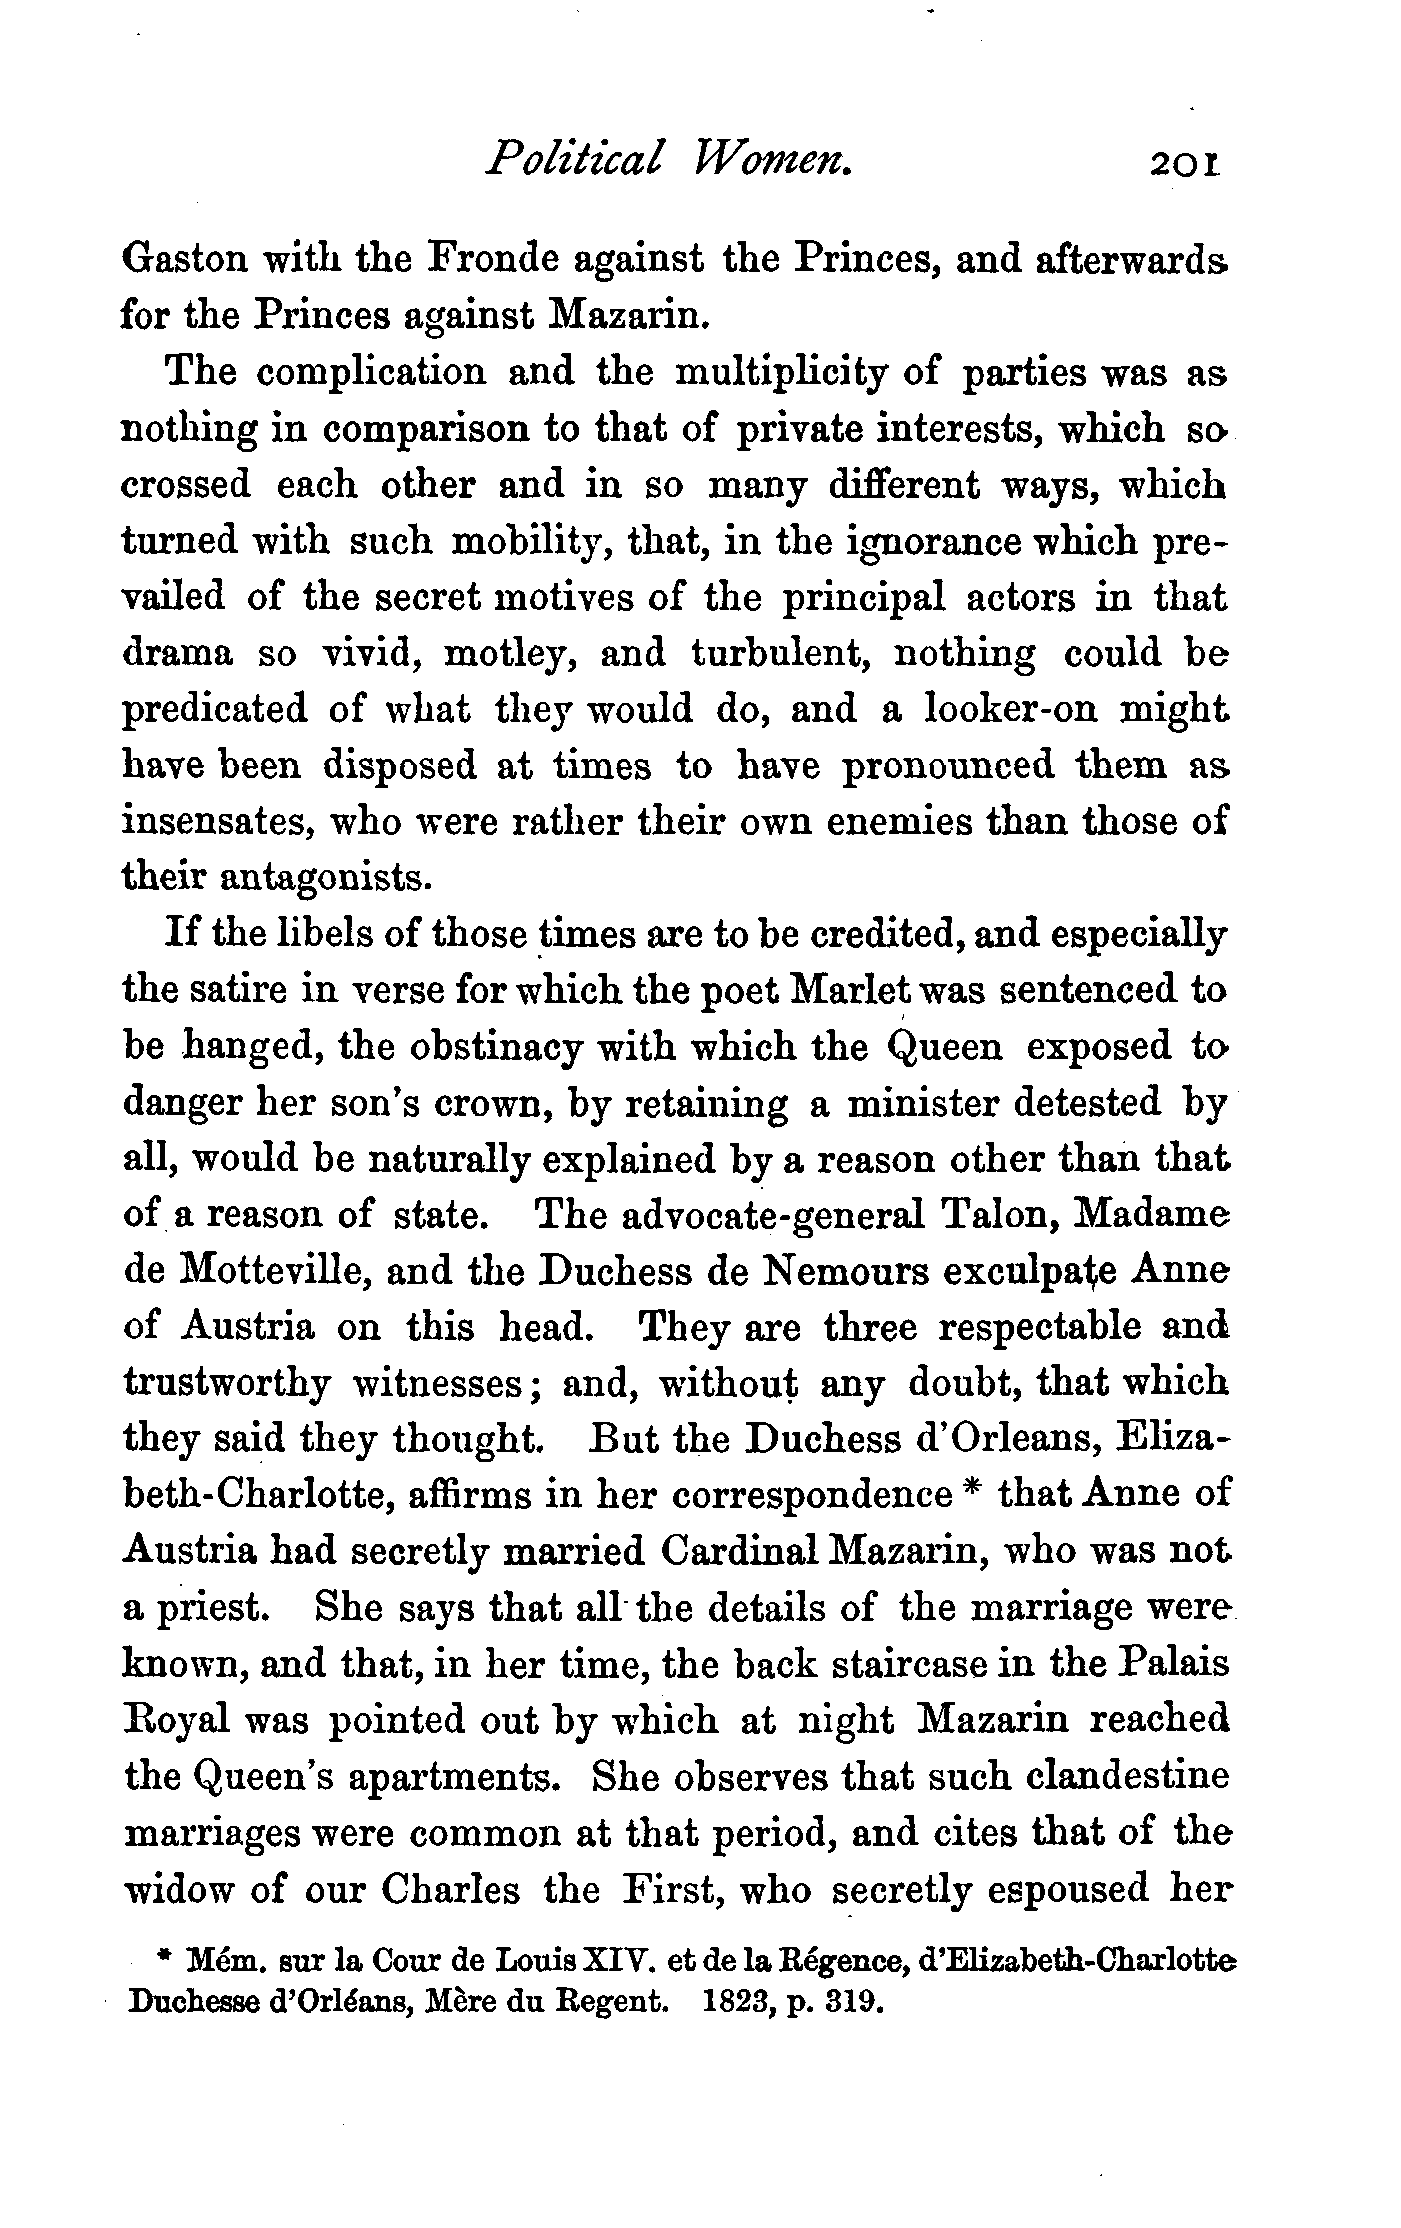 Political Women. 201
Gaston with the Fronde against the Princes, and afterwards
for the Princes against Mazarin.
The complication and the multiplicity of parties was as
nothing in comparison to that of private interests, which so
crossed each other and in so many different ways, which
turned with such mobility, that, in the ignorance which pre-
vailed of the secret motives of the principal actors in that
drama so vivid, motley, and turbulent, nothing could be
predicated of what they would do, and a looker-on might
have been disposed at times to have pronounced them as
insensates, who were rather their own enemies than those of
their antagonists.
If the libels of those times are to be credited, and especially
the satire in verse for which the poet Marlet was sentenced to
be hanged, the obstinacy with which the Queen exposed to
danger her son's crown, by retaining a minister detested by
all, would be naturally explained by a reason other than that
of a reason of state. The advocate-general Talon, Madame
de Motteville, and the Duchess de Nemours exculpate Anne
of Austria on this head. They are three respectable and
trustworthy witnesses; and, without any doubt, that which
they said they thought. But the Duchess d'Orleans, Eliza-
beth-Charlotte, affirms in her correspondence * that Anne of
Austria had secretly married Cardinal Mazarin, who was not
a priest. She says that all the details of the marriage were
known, and that, in her time, the back staircase in the Palais
Royal was pointed out by which at night Mazarin reached
the Queen's apartments. She observes that such clandestine
marriages were common at that period, and cites that of the
widow of our Charles the First, who secretly espoused her
* Mém. sur la Cour de Louis XIV. et de la Régence, d'Elizabeth-Charlotte
Duchesse d'Orléans, Mère du Regent. 1823, p. 319.